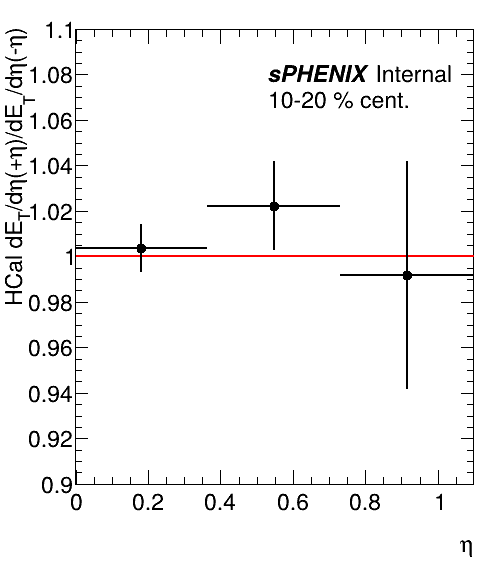 HCal dE_T/dη(+η)/dE_T/dη(-η)
sPHENIX Internal
10-20 % cent.
1.1
1.08
1.06
1.04
1.02
1
0.98
0.96
0.94
0.92
0.9
0 0.2 0.4 0.6 0.8 1
η